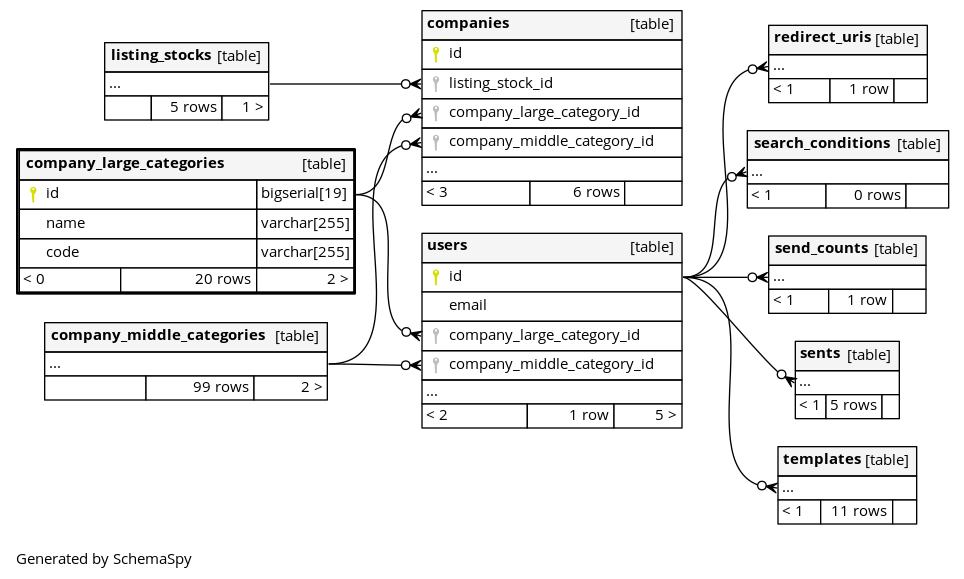 listing_stocks [table]
...
5 rows 1 >
company_large_categories [table]
id bigserial[19]
name varchar[255]
code varchar[255]
< 0 20 rows 2 >
company_middle_categories [table]
...
99 rows 2 >
companies [table]
id
listing_stock_id
company_large_category_id
company_middle_category_id
...
< 3 6 rows
users [table]
id
email
company_large_category_id
company_middle_category_id
...
< 2 1 row 5 >
redirect_uris [table]
...
< 1 1 row
search_conditions [table]
...
< 1 0 rows
send_counts [table]
...
< 1 1 row
sents [table]
...
< 1 5 rows
templates [table]
...
< 1 11 rows
Generated by SchemaSpy